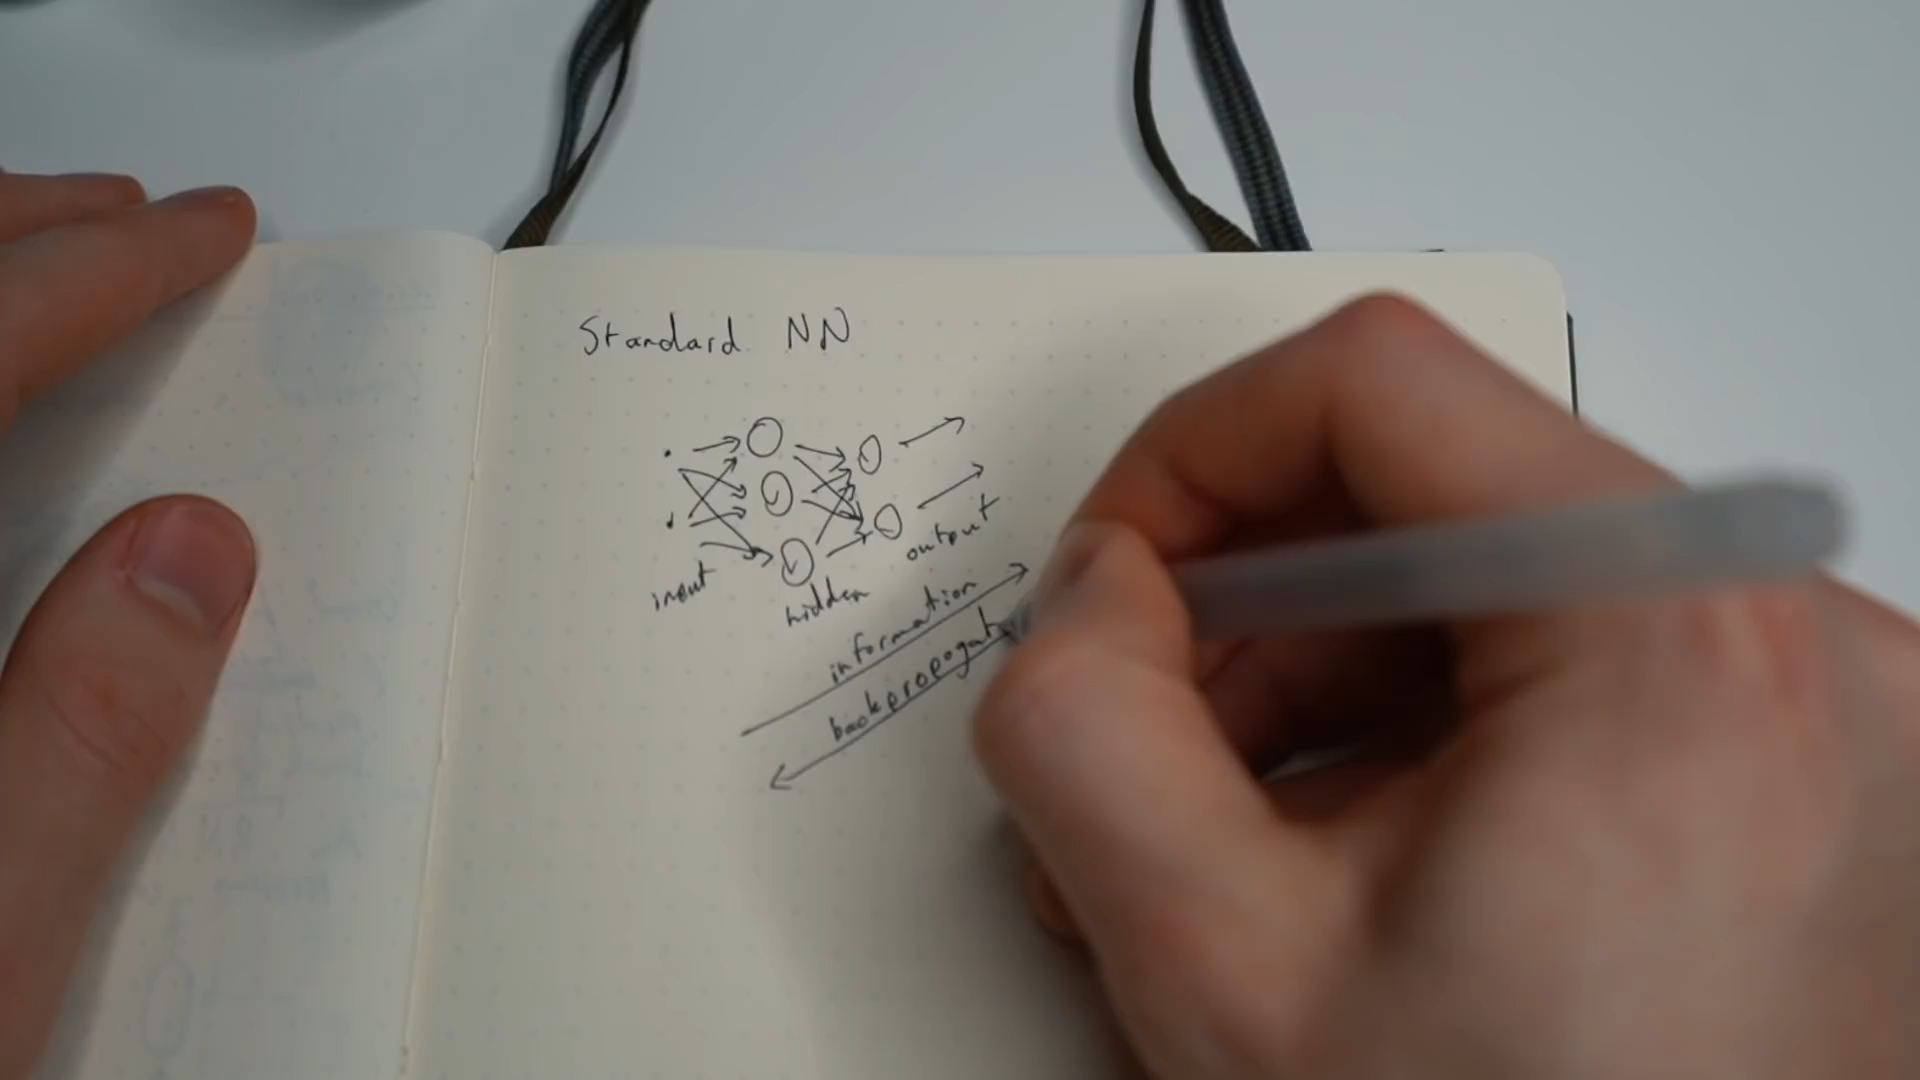 Standard NN
output
input
hidden
information
backpropogat